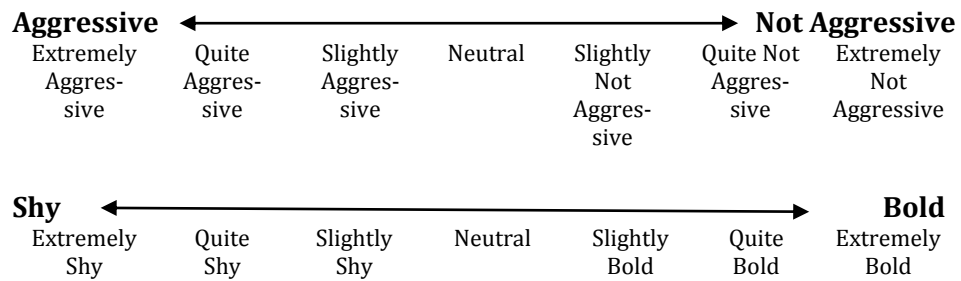 Aggressive Not Aggressive
Extremely Quite Slightly Neutral Slightly Quite Not Extremely
Aggres- Aggres- Aggres- Not Aggres- Not
sive sive sive Aggres- sive Aggressive
sive
Shy Bold
Extremely Quite Slightly Neutral Slightly Quite Extremely
Shy Shy Shy Bold Bold Bold